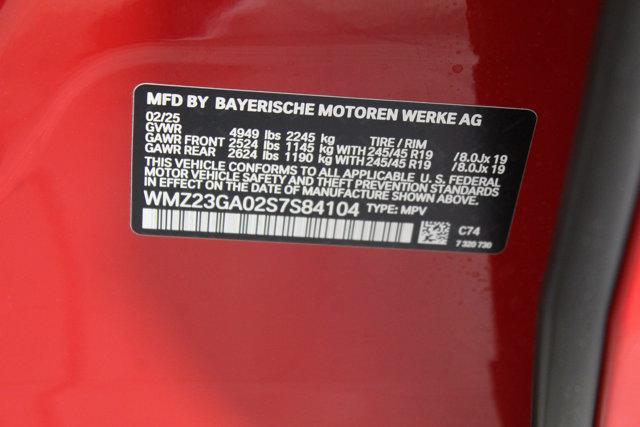 MFD BY BAYERISCHE MOTOREN WERKE AG
02/25
GVWR 4949 lbs 2245 kg TIRE / RIM
GAWR FRONT 2524 lbs 1145 kg WITH 245/45 R19 /8.0Jx19
GAWR REAR 2624 lbs 1190 kg WITH 245/45 R19 /8.0Jx19
THIS VEHICLE CONFORMS TO ALL APPLICABLE U. S. FEDERAL
MOTOR VEHICLE SAFETY AND THEFT PREVENTION STANDARDS
IN EFFECT ON THE DATE OF MANUFACTURE SHOWN ABOVE.
WMZ23GA02S7S84104 TYPE: MPV
C74
7 320 730